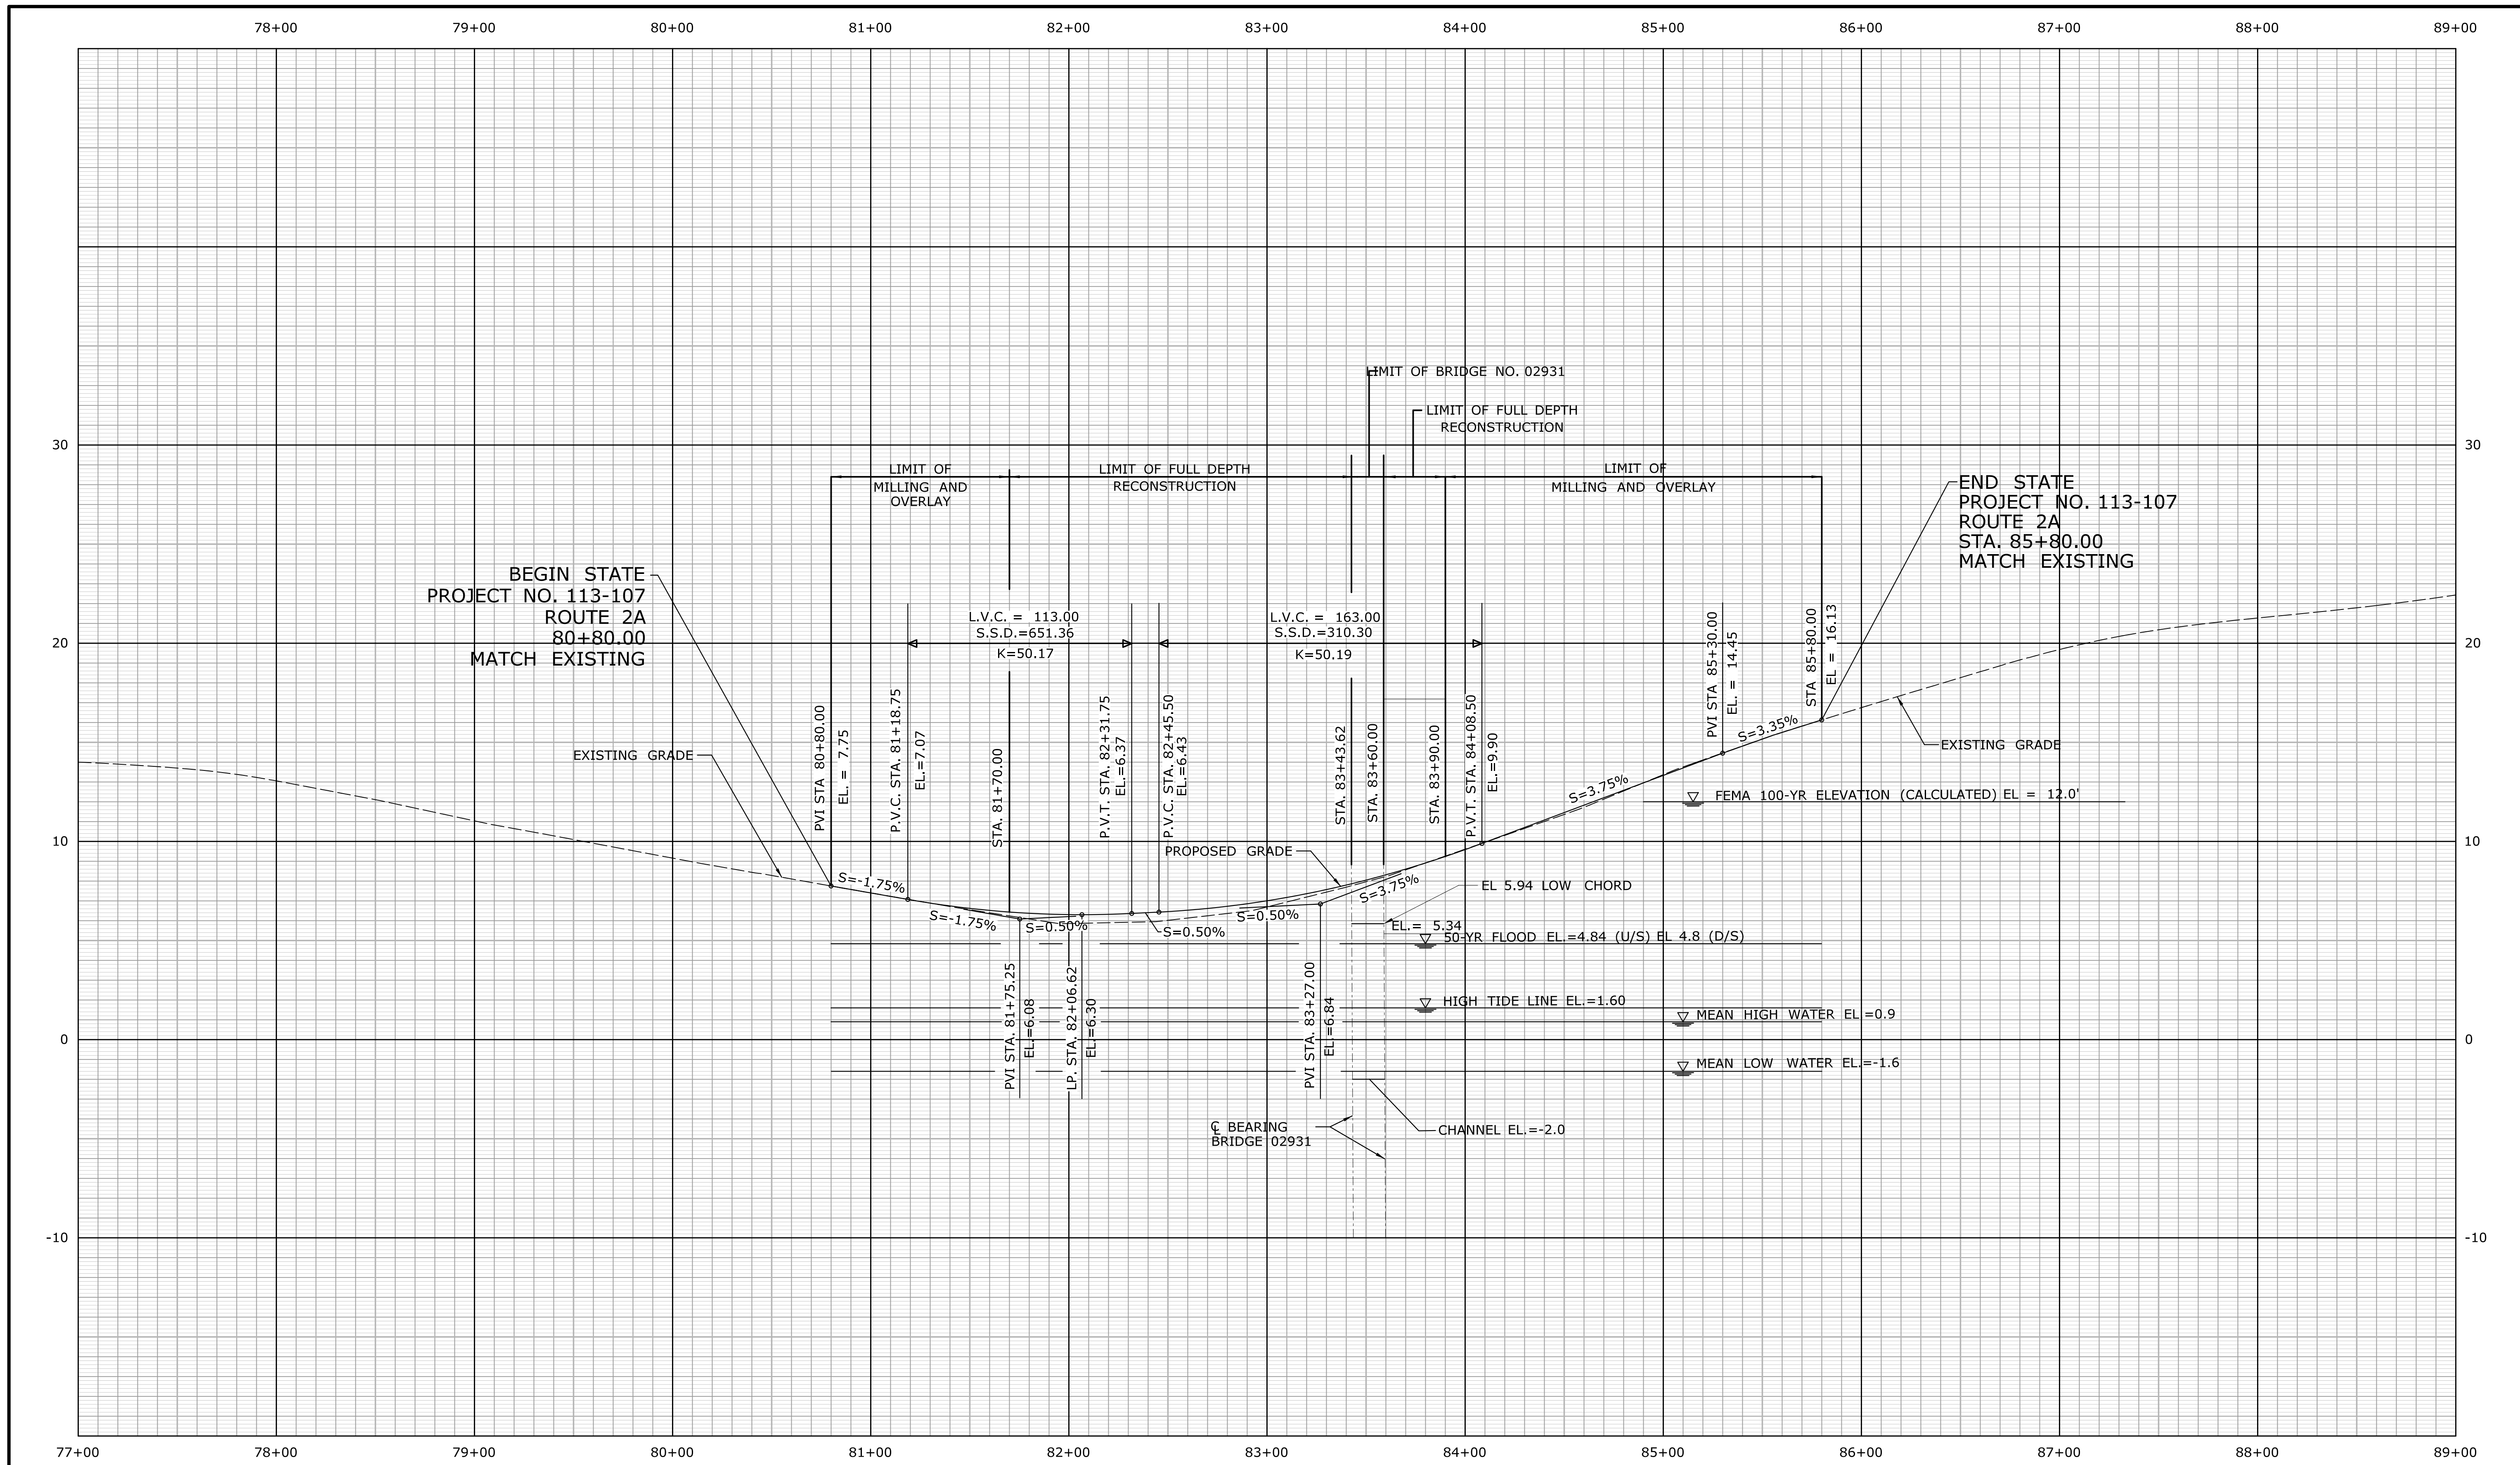 78+00 79+00 80+00 81+00 82+00 83+00 84+00 85+00 86+00 87+00 88+00 89+00
LIMIT OF BRIDGE NO. 02931
LIMIT OF FULL DEPTH
RECONSTRUCTION
30
30
LIMIT OF
MILLING AND
OVERLAY
LIMIT OF FULL DEPTH
RECONSTRUCTION
LIMIT OF
MILLING AND OVERLAY
END STATE
PROJECT NO. 113-107
ROUTE 2A
STA. 85+80.00
MATCH EXISTING
BEGIN STATE
PROJECT NO. 113-107
ROUTE 2A
80+80.00
MATCH EXISTING
L.V.C. = 113.00
S.S.D.=651.36
K=50.17
L.V.C. = 163.00
S.S.D.=310.30
K=50.19
20
20
PVI STA 80+80.00
EL. = 7.75
P.V.C. STA. 81+18.75
EL.=7.07
STA. 81+70.00
P.V.T. STA. 82+31.75
EL.=6.37
P.V.C. STA. 82+45.50
EL.=6.43
STA. 83+43.62
STA. 83+60.00
STA. 83+90.00
P.V.T. STA. 84+08.50
EL.=9.90
PVI STA 85+30.00
EL. = 14.45
STA 85+80.00
EL = 16.13
EXISTING GRADE
S=3.35%
EXISTING GRADE
S=3.75%
FEMA 100-YR ELEVATION (CALCULATED) EL = 12.0'
10
10
PROPOSED GRADE
S=-1.75%
S=3.75%
EL 5.94 LOW CHORD
S=-1.75%
S=0.50%
S=0.50%
S=0.50%
EL.= 5.34
50-YR FLOOD EL.=4.84 (U/S) EL 4.8 (D/S)
PVI STA. 81+75.25
EL.=6.08
LP. STA. 82+06.62
EL.=6.30
PVI STA. 83+27.00
EL.=6.84
HIGH TIDE LINE EL.=1.60
MEAN HIGH WATER EL=0.9
0
0
MEAN LOW WATER EL.=-1.6
℄ BEARING
BRIDGE 02931
CHANNEL EL.=-2.0
-10
-10
77+00 78+00 79+00 80+00 81+00 82+00 83+00 84+00 85+00 86+00 87+00 88+00 89+00